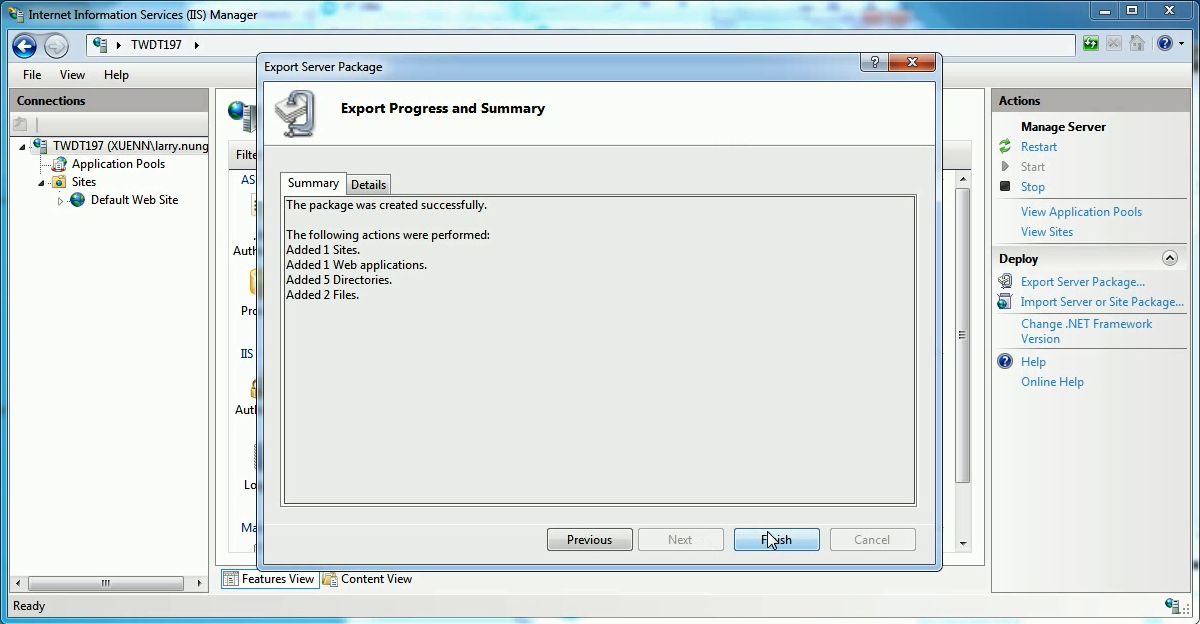 Internet Information Services (IIS) Manager
TWDT197
File View Help
Connections
TWDT197 (XUENN\larry.nung
Application Pools
Sites
Default Web Site
Filte
AS
Auth
Pro
IIS
Aut
Lo
Ma
Export Server Package
Export Progress and Summary
Summary Details
The package was created successfully.
The following actions were performed:
Added 1 Sites.
Added 1 Web applications.
Added 5 Directories.
Added 2 Files.
Previous Next Finish Cancel
Features View Content View
Actions
Manage Server
Restart
Start
Stop
View Application Pools
View Sites
Deploy
Export Server Package...
Import Server or Site Package...
Change .NET Framework
Version
Help
Online Help
Ready